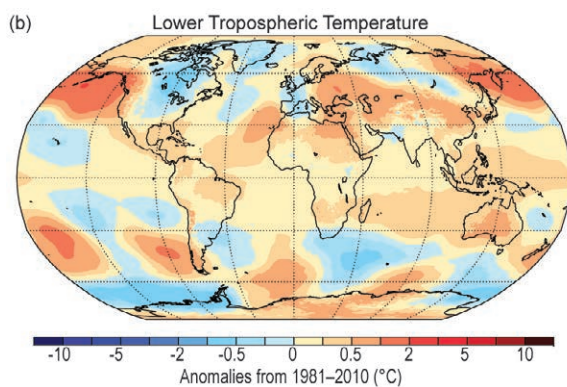 (b) Lower Tropospheric Temperature
-10 -5 -2 -0.5 0 0.5 2 5 10
Anomalies from 1981–2010 (°C)